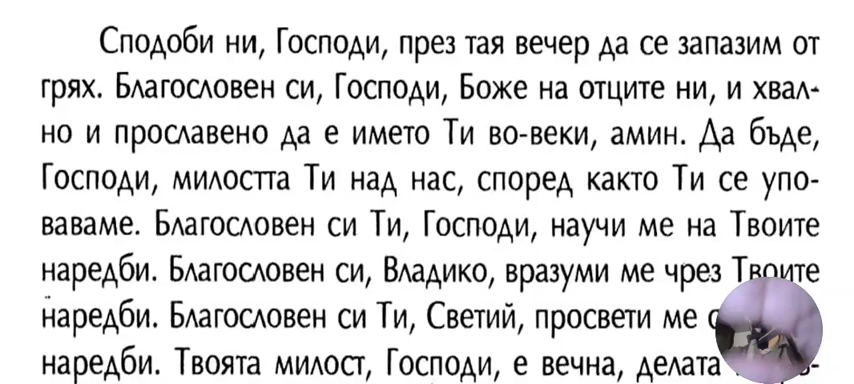 Сподоби ни, Господи, през тая вечер да се запазим от
грях. Благословен си, Господи, Боже на отците ни, и хвал-
но и прославено да е името Ти во-веки, амин. Да бъде,
Господи, милостта Ти над нас, според както Ти се упо-
ваваме. Благословен си Ти, Господи, научи ме на Твоите
наредби. Благословен си, Владико, вразуми ме чрез Твоите
наредби. Благословен си Ти, Светий, просвети ме
наредби. Твоята милост, Господи, е вечна, делата